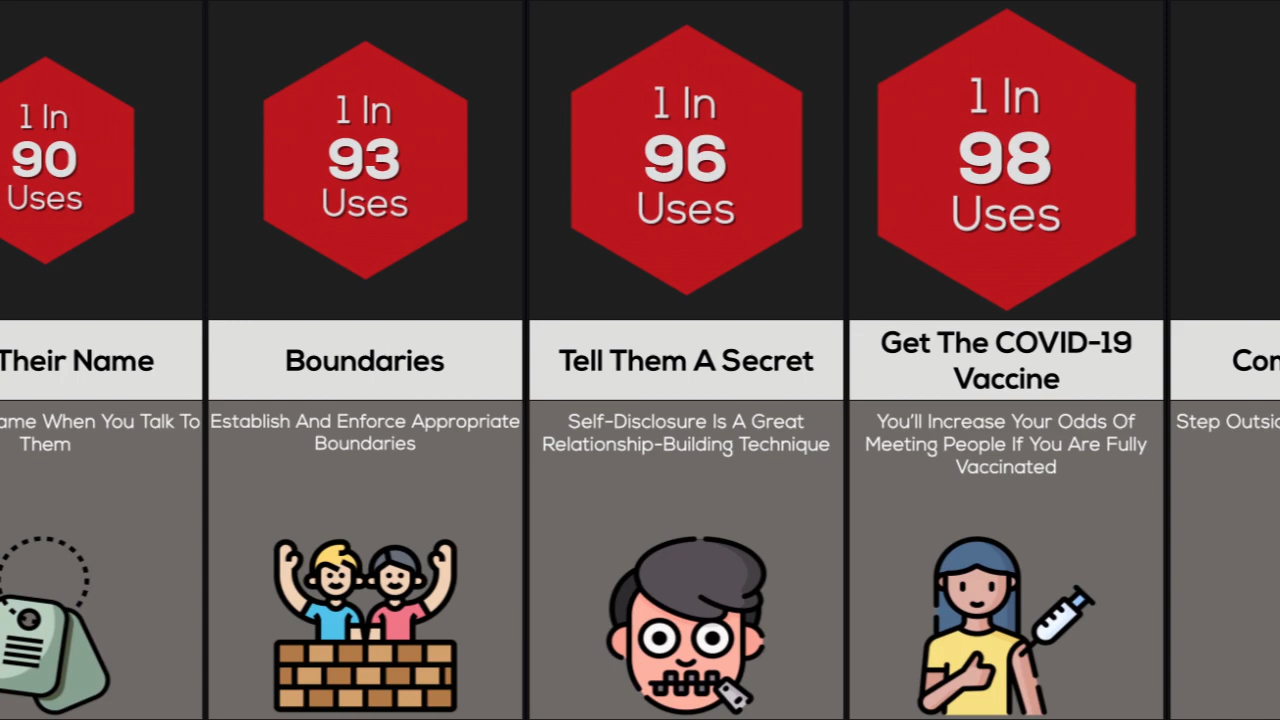 1 In
90
Uses
Their Name
ame When You Talk To
Them
1 In
93
Uses
Boundaries
Establish And Enforce Appropriate
Boundaries
1 In
96
Uses
Tell Them A Secret
Self-Disclosure Is A Great
Relationship-Building Technique
1 In
98
Uses
Get The COVID-19
Vaccine
You'll Increase Your Odds Of
Meeting People If You Are Fully
Vaccinated
Step